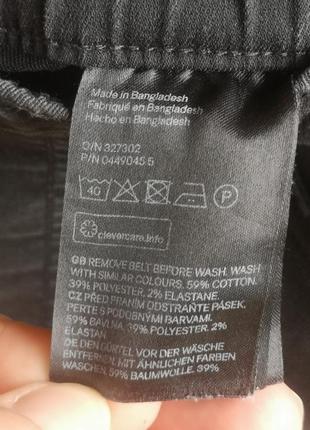 Made in Bangladesh
Fabriqué en Bangladesh
Hecho en Bangladesh
O/N 327302
P/N 0449045.5
40
P
clevercare.info
GB REMOVE BELT BEFORE WASH. WASH
WITH SIMILAR COLOURS. 59% COTTON.
39% POLYESTER. 2% ELASTANE.
CZ PŘED PRANÍM ODSTRAŇTE PÁSEK.
PERTE S PODOBNÝMI BARVAMI.
59% BAVLNA, 39% POLYESTER. 2%
ELASTAN.
DE DEN GÜRTEL VOR DER WÄSCHE
ENTFERNEN. MIT ÄHNLICHEN FARBEN
WASCHEN. 59% BAUMWOLLE. 39%